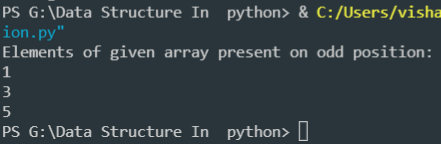 PS G:\Data Structure In  python> & C:/Users/visha
ion.py"
Elements of given array present on odd position:
1
3
5
PS G:\Data Structure In  python>